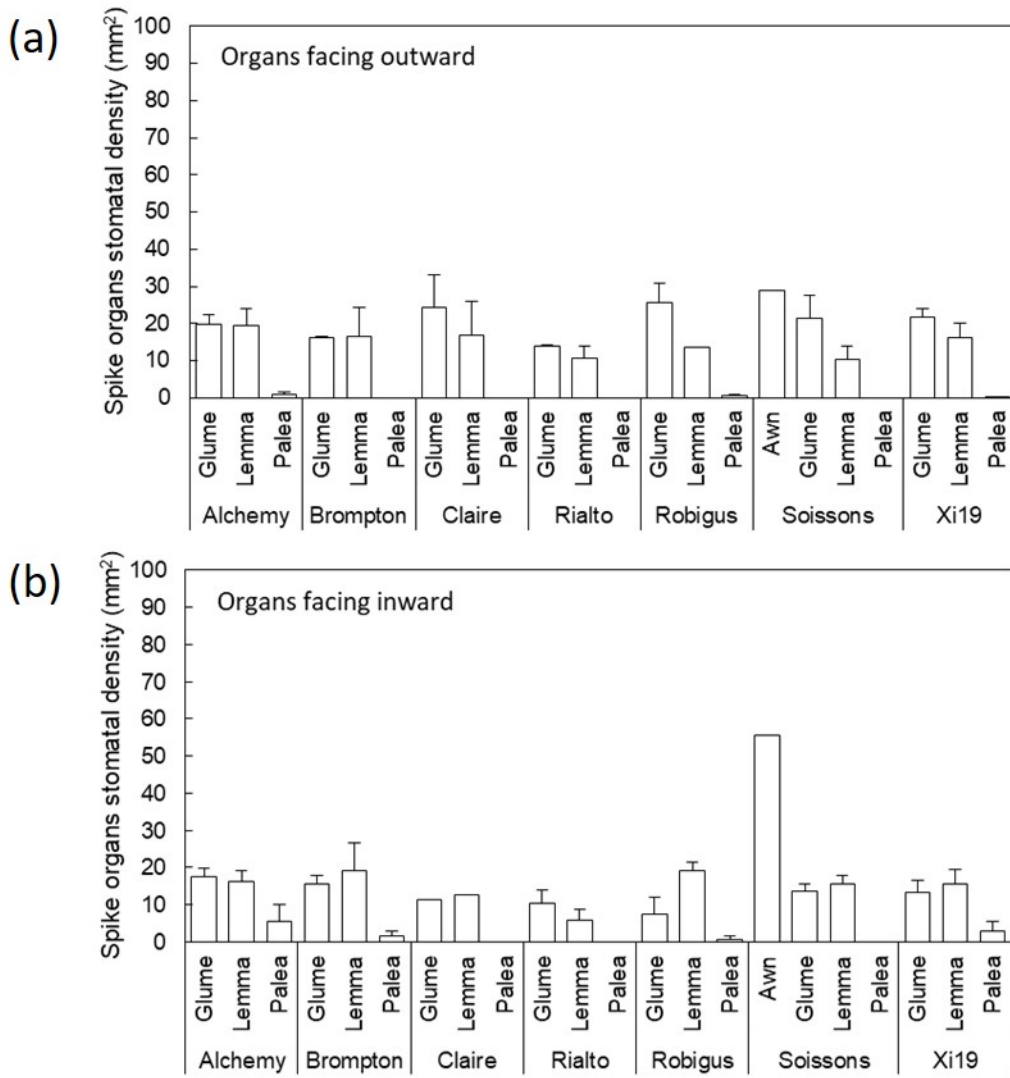 (a)
Organs facing outward
Spike organs stomatal density (mm²)
100
90
80
70
60
50
40
30
20
10
0
Glume Lemma Palea Glume Lemma Palea Glume Lemma Palea Glume Lemma Palea Glume Lemma Palea Awn Glume Lemma Palea Glume Lemma Palea
Alchemy Brompton Claire Rialto Robigus Soissons Xi19
(b)
Organs facing inward
Spike organs stomatal density (mm²)
100
90
80
70
60
50
40
30
20
10
0
Glume Lemma Palea Glume Lemma Palea Glume Lemma Palea Glume Lemma Palea Glume Lemma Palea Awn Glume Lemma Palea Glume Lemma Palea
Alchemy Brompton Claire Rialto Robigus Soissons Xi19